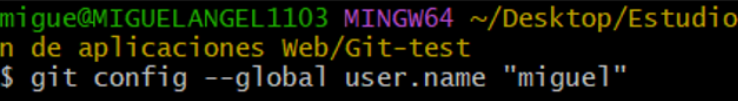 migue@MIGUELANGEL1103 MINGW64 ~/Desktop/Estudio
n de aplicaciones Web/Git-test
$ git config --global user.name "miguel"